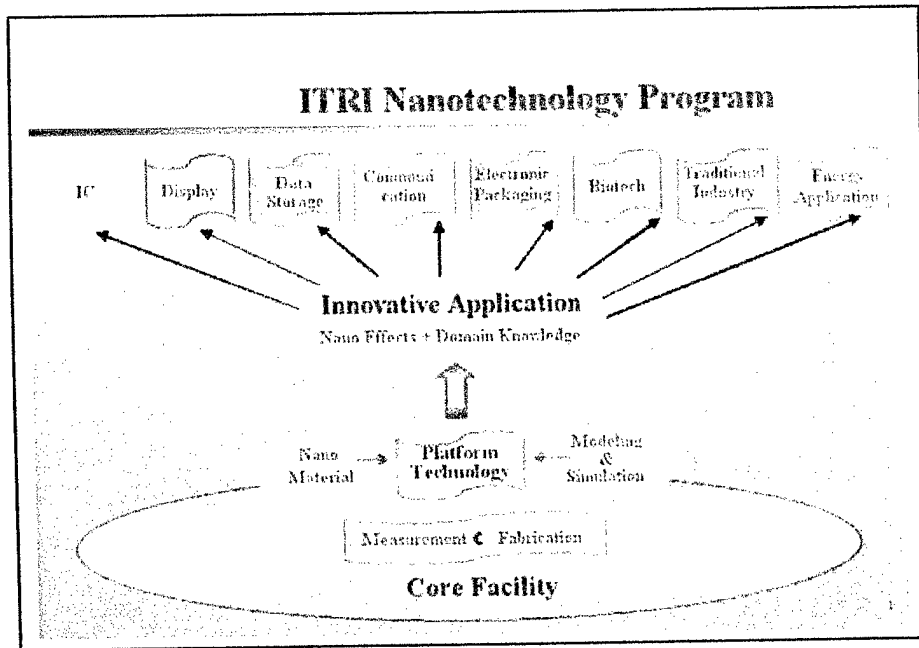 ITRI Nanotechnology Program
IC
Display
Data
Storage
Communi
cation
Electronic
Packaging
Biotech
Traditional
Industry
Energy
Application
Innovative Application
Nano Effects + Domain Knowledge
Nano
Material
Platform
Technology
Modeling
&
Simulation
Measurement
Fabrication
Core Facility
1